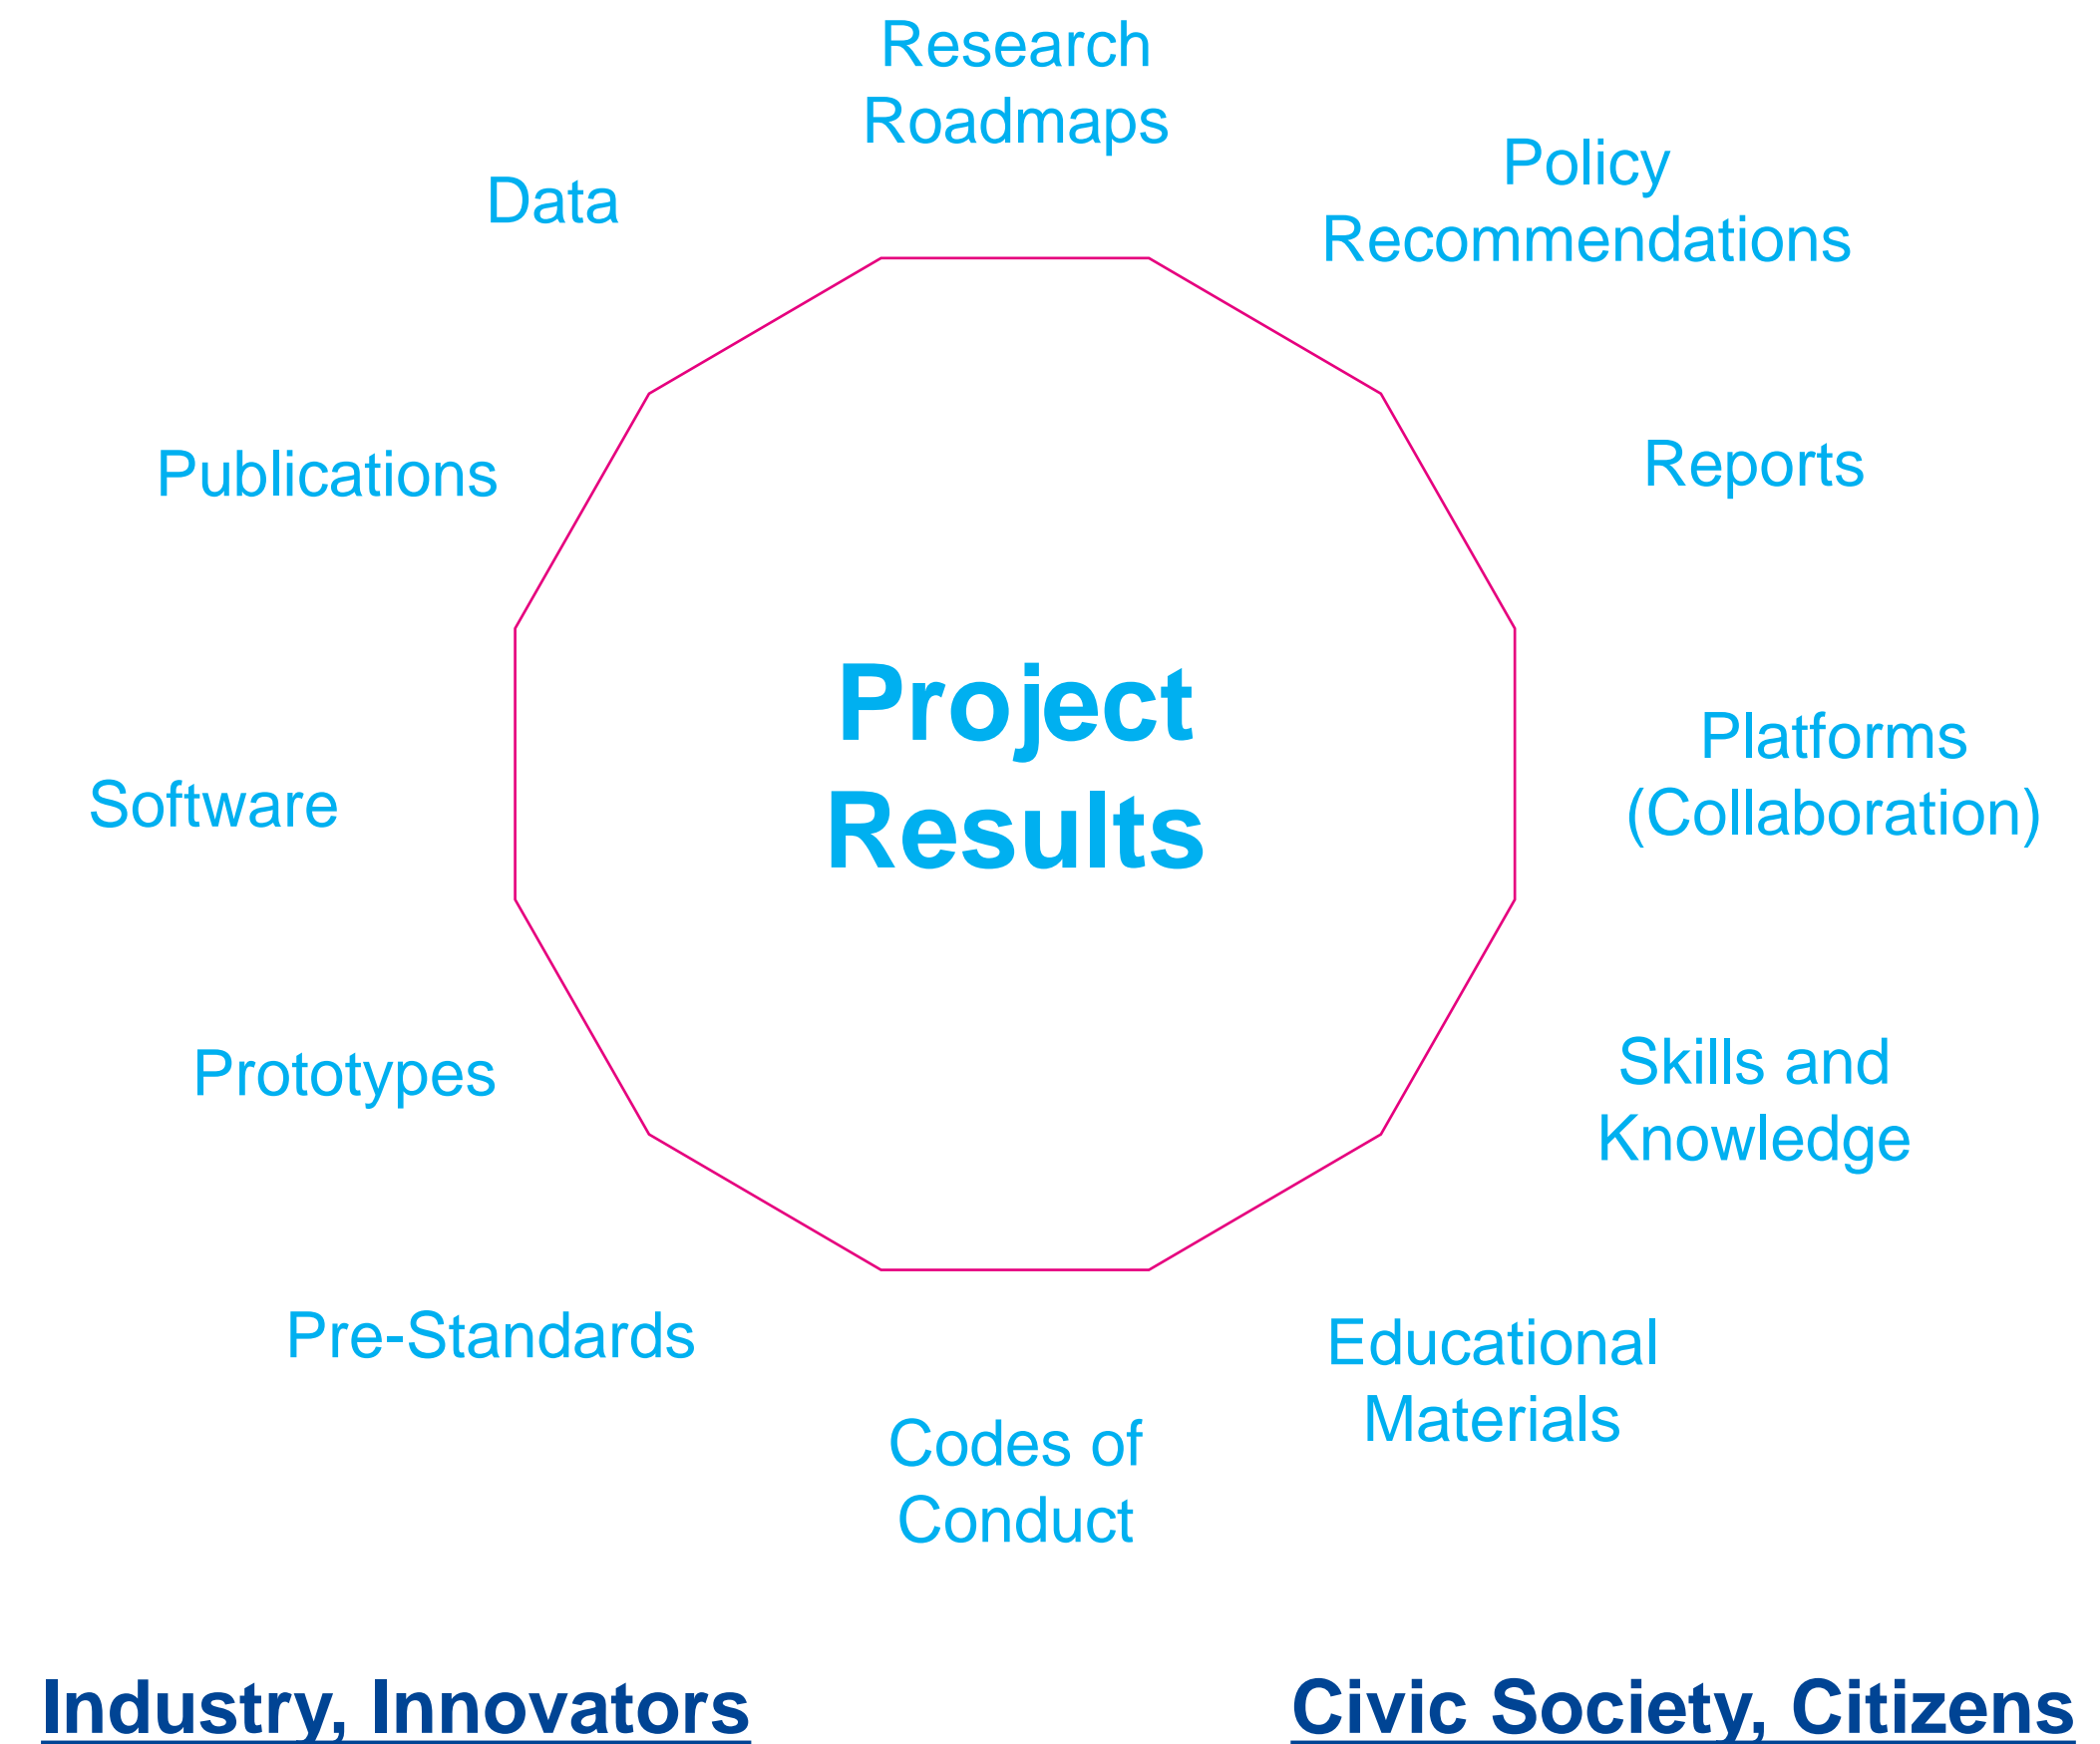 Research
Roadmaps
Policy
Recommendations
Data
Reports
Publications
Project
Results
Platforms
(Collaboration)
Software
Skills and
Knowledge
Prototypes
Pre-Standards
Educational
Materials
Codes of
Conduct
Industry, Innovators
Civic Society, Citizens